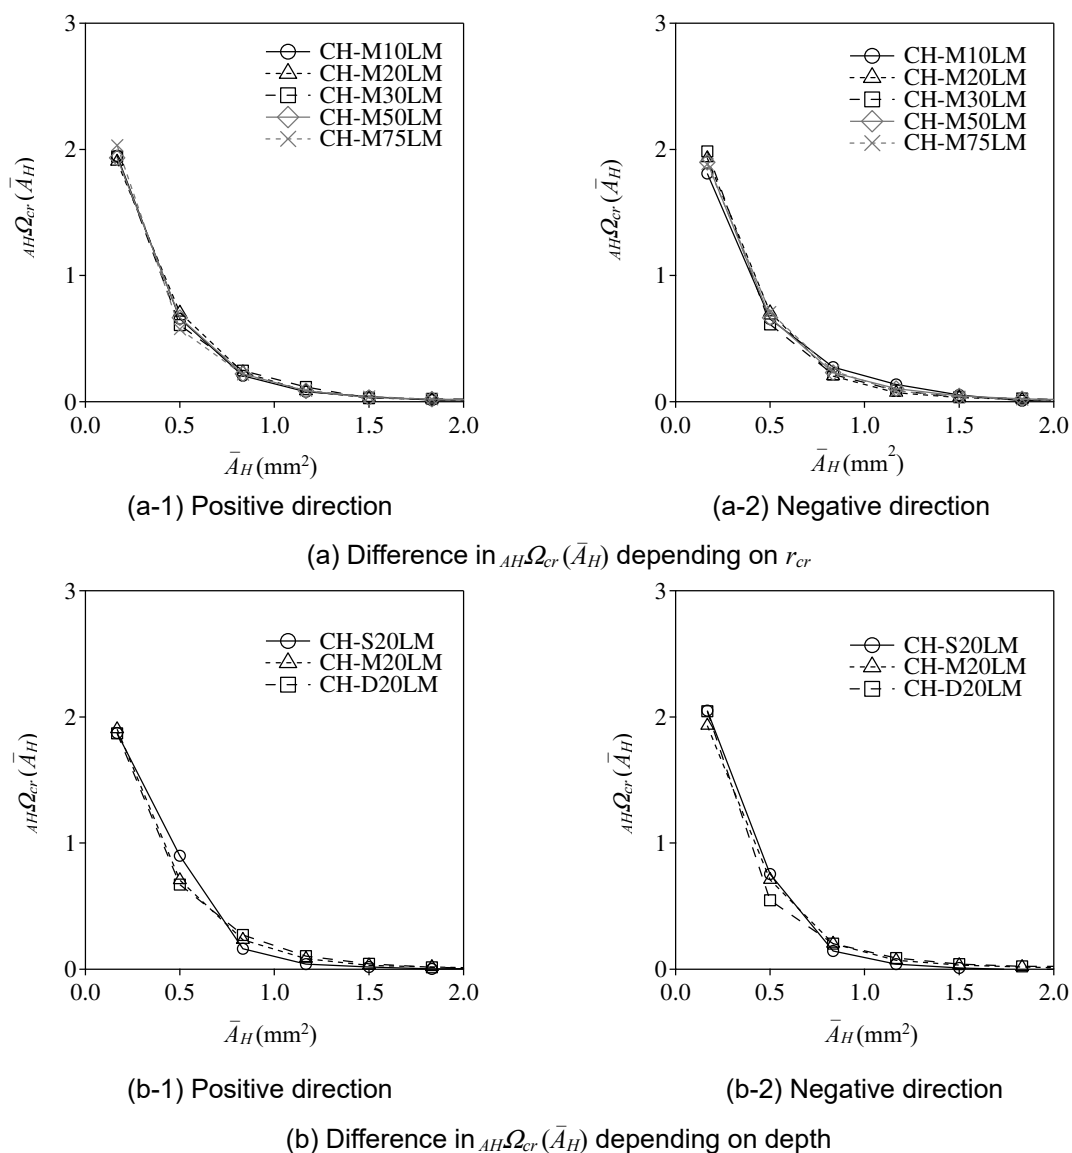 3
2
1
0
0.0 0.5 1.0 1.5 2.0
AHΩcr(ĀH)
ĀH(mm²)
CH-M10LM
CH-M20LM
CH-M30LM
CH-M50LM
CH-M75LM
(a-1) Positive direction
3
2
1
0
0.0 0.5 1.0 1.5 2.0
AHΩcr(ĀH)
ĀH(mm²)
CH-M10LM
CH-M20LM
CH-M30LM
CH-M50LM
CH-M75LM
(a-2) Negative direction
(a) Difference in AHΩcr(ĀH) depending on rcr
3
2
1
0
0.0 0.5 1.0 1.5 2.0
AHΩcr(ĀH)
ĀH(mm²)
CH-S20LM
CH-M20LM
CH-D20LM
(b-1) Positive direction
3
2
1
0
0.0 0.5 1.0 1.5 2.0
AHΩcr(ĀH)
ĀH(mm²)
CH-S20LM
CH-M20LM
CH-D20LM
(b-2) Negative direction
(b) Difference in AHΩcr(ĀH) depending on depth